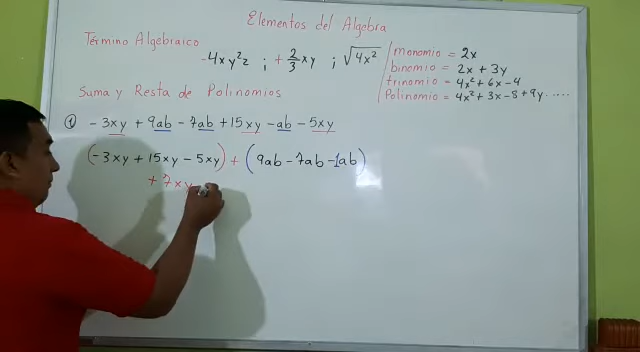 Elementos del Algebra
Término Algebraico
-4xy²z ; +2/3 xy ; √4x²
monomio = 2x
binomio = 2x + 3y
trinomio = 4x² + 6x - 4
Polinomio = 4x² + 3x - 8 + 9y .....
Suma y Resta de Polinomios
① - 3xy + 9ab - 7ab + 15xy - ab - 5xy
(-3xy + 15xy - 5xy) + (9ab - 7ab - 1ab)
+ 7xy